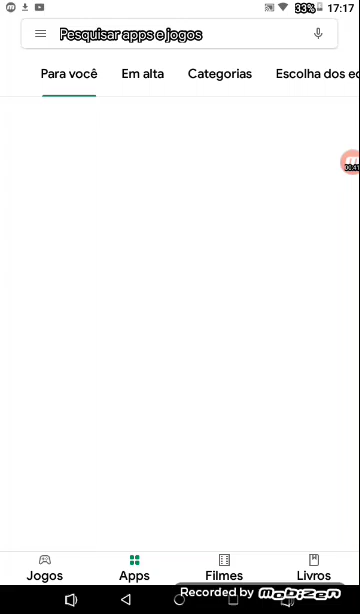 33% 17:17
Pesquisar apps e jogos
Para você Em alta Categorias Escolha dos ed
Jogos Apps Filmes Livros
Recorded by Mobizen